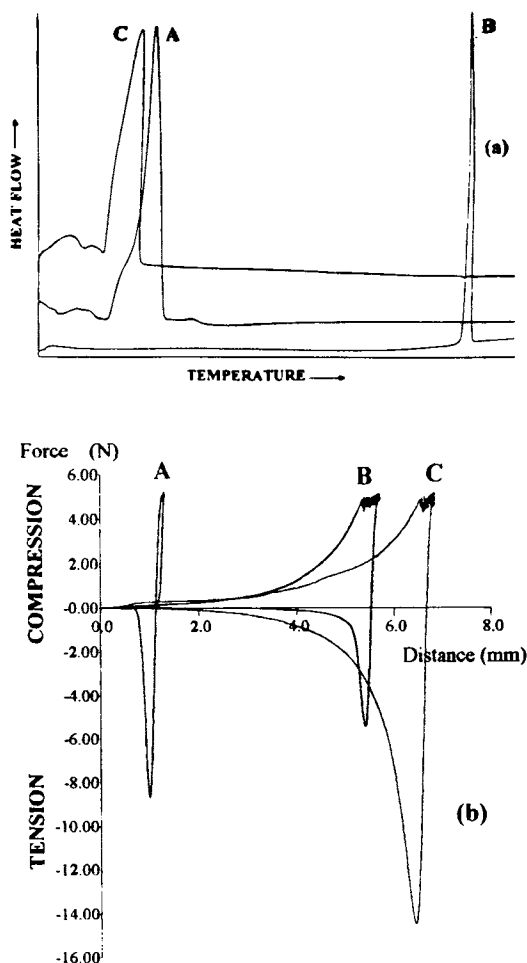 C A B
(a)
HEAT FLOW →
TEMPERATURE →
Force (N)
6.00
A B C
4.00
2.00
-0.00
0.0 2.0 4.0 6.0 8.0
-2.00
Distance (mm)
-4.00
-6.00
-8.00
-10.00
(b)
-12.00
-14.00
-16.00
COMPRESSION
TENSION